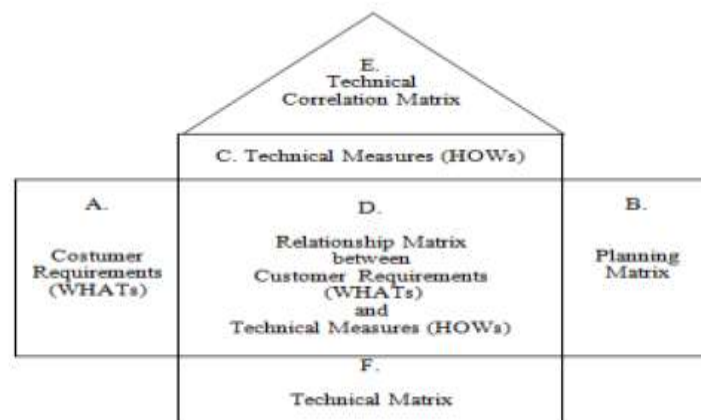 E.
Technical
Correlation Matrix
C. Technical Measures (HOWs)
A.
Costumer
Requirements
(WHATs)
D.
Relationship Matrix
between
Customer Requirements
(WHATs)
and
Technical Measures (HOWs)
B.
Planning
Matrix
F.
Technical Matrix